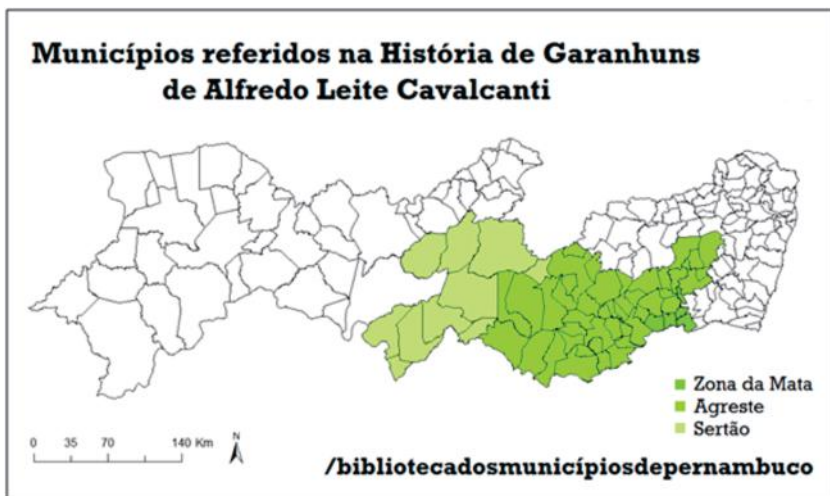 Municípios referidos na História de Garanhuns
de Alfredo Leite Cavalcanti
Zona da Mata
Agreste
Sertão
0 35 70 140 Km
N
/bibliotecadosmunicípiosdepernambuco